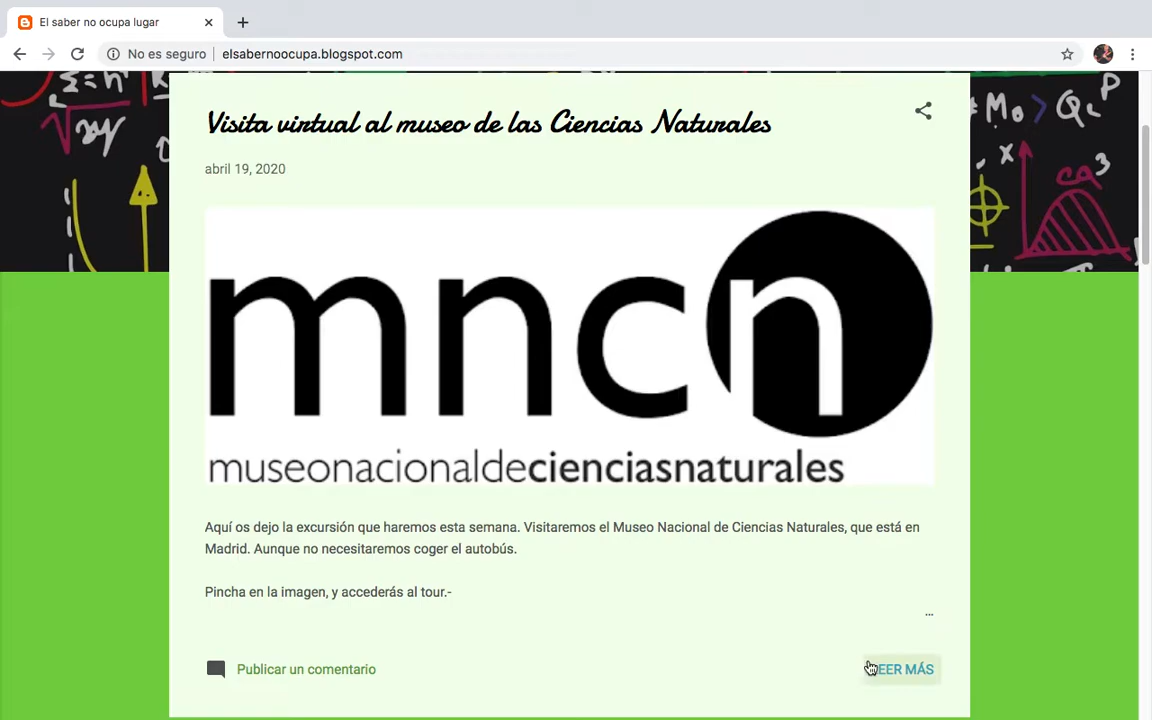 El saber no ocupa lugar
No es seguro
elsabernoocupa.blogspot.com
Visita virtual al museo de las Ciencias Naturales
abril 19, 2020
mncn
museonacionaldecienciasnaturales
Aquí os dejo la excursión que haremos esta semana. Visitaremos el Museo Nacional de Ciencias Naturales, que está en
Madrid. Aunque no necesitaremos coger el autobús.
Pincha en la imagen, y accederás al tour.-
...
Publicar un comentario
LEER MÁS